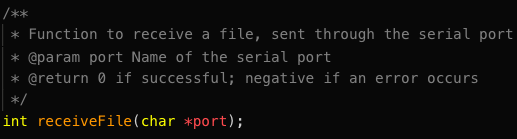 /**
 * Function to receive a file, sent through the serial port
 * @param port Name of the serial port
 * @return 0 if successful; negative if an error occurs
 */
int receiveFile(char *port);